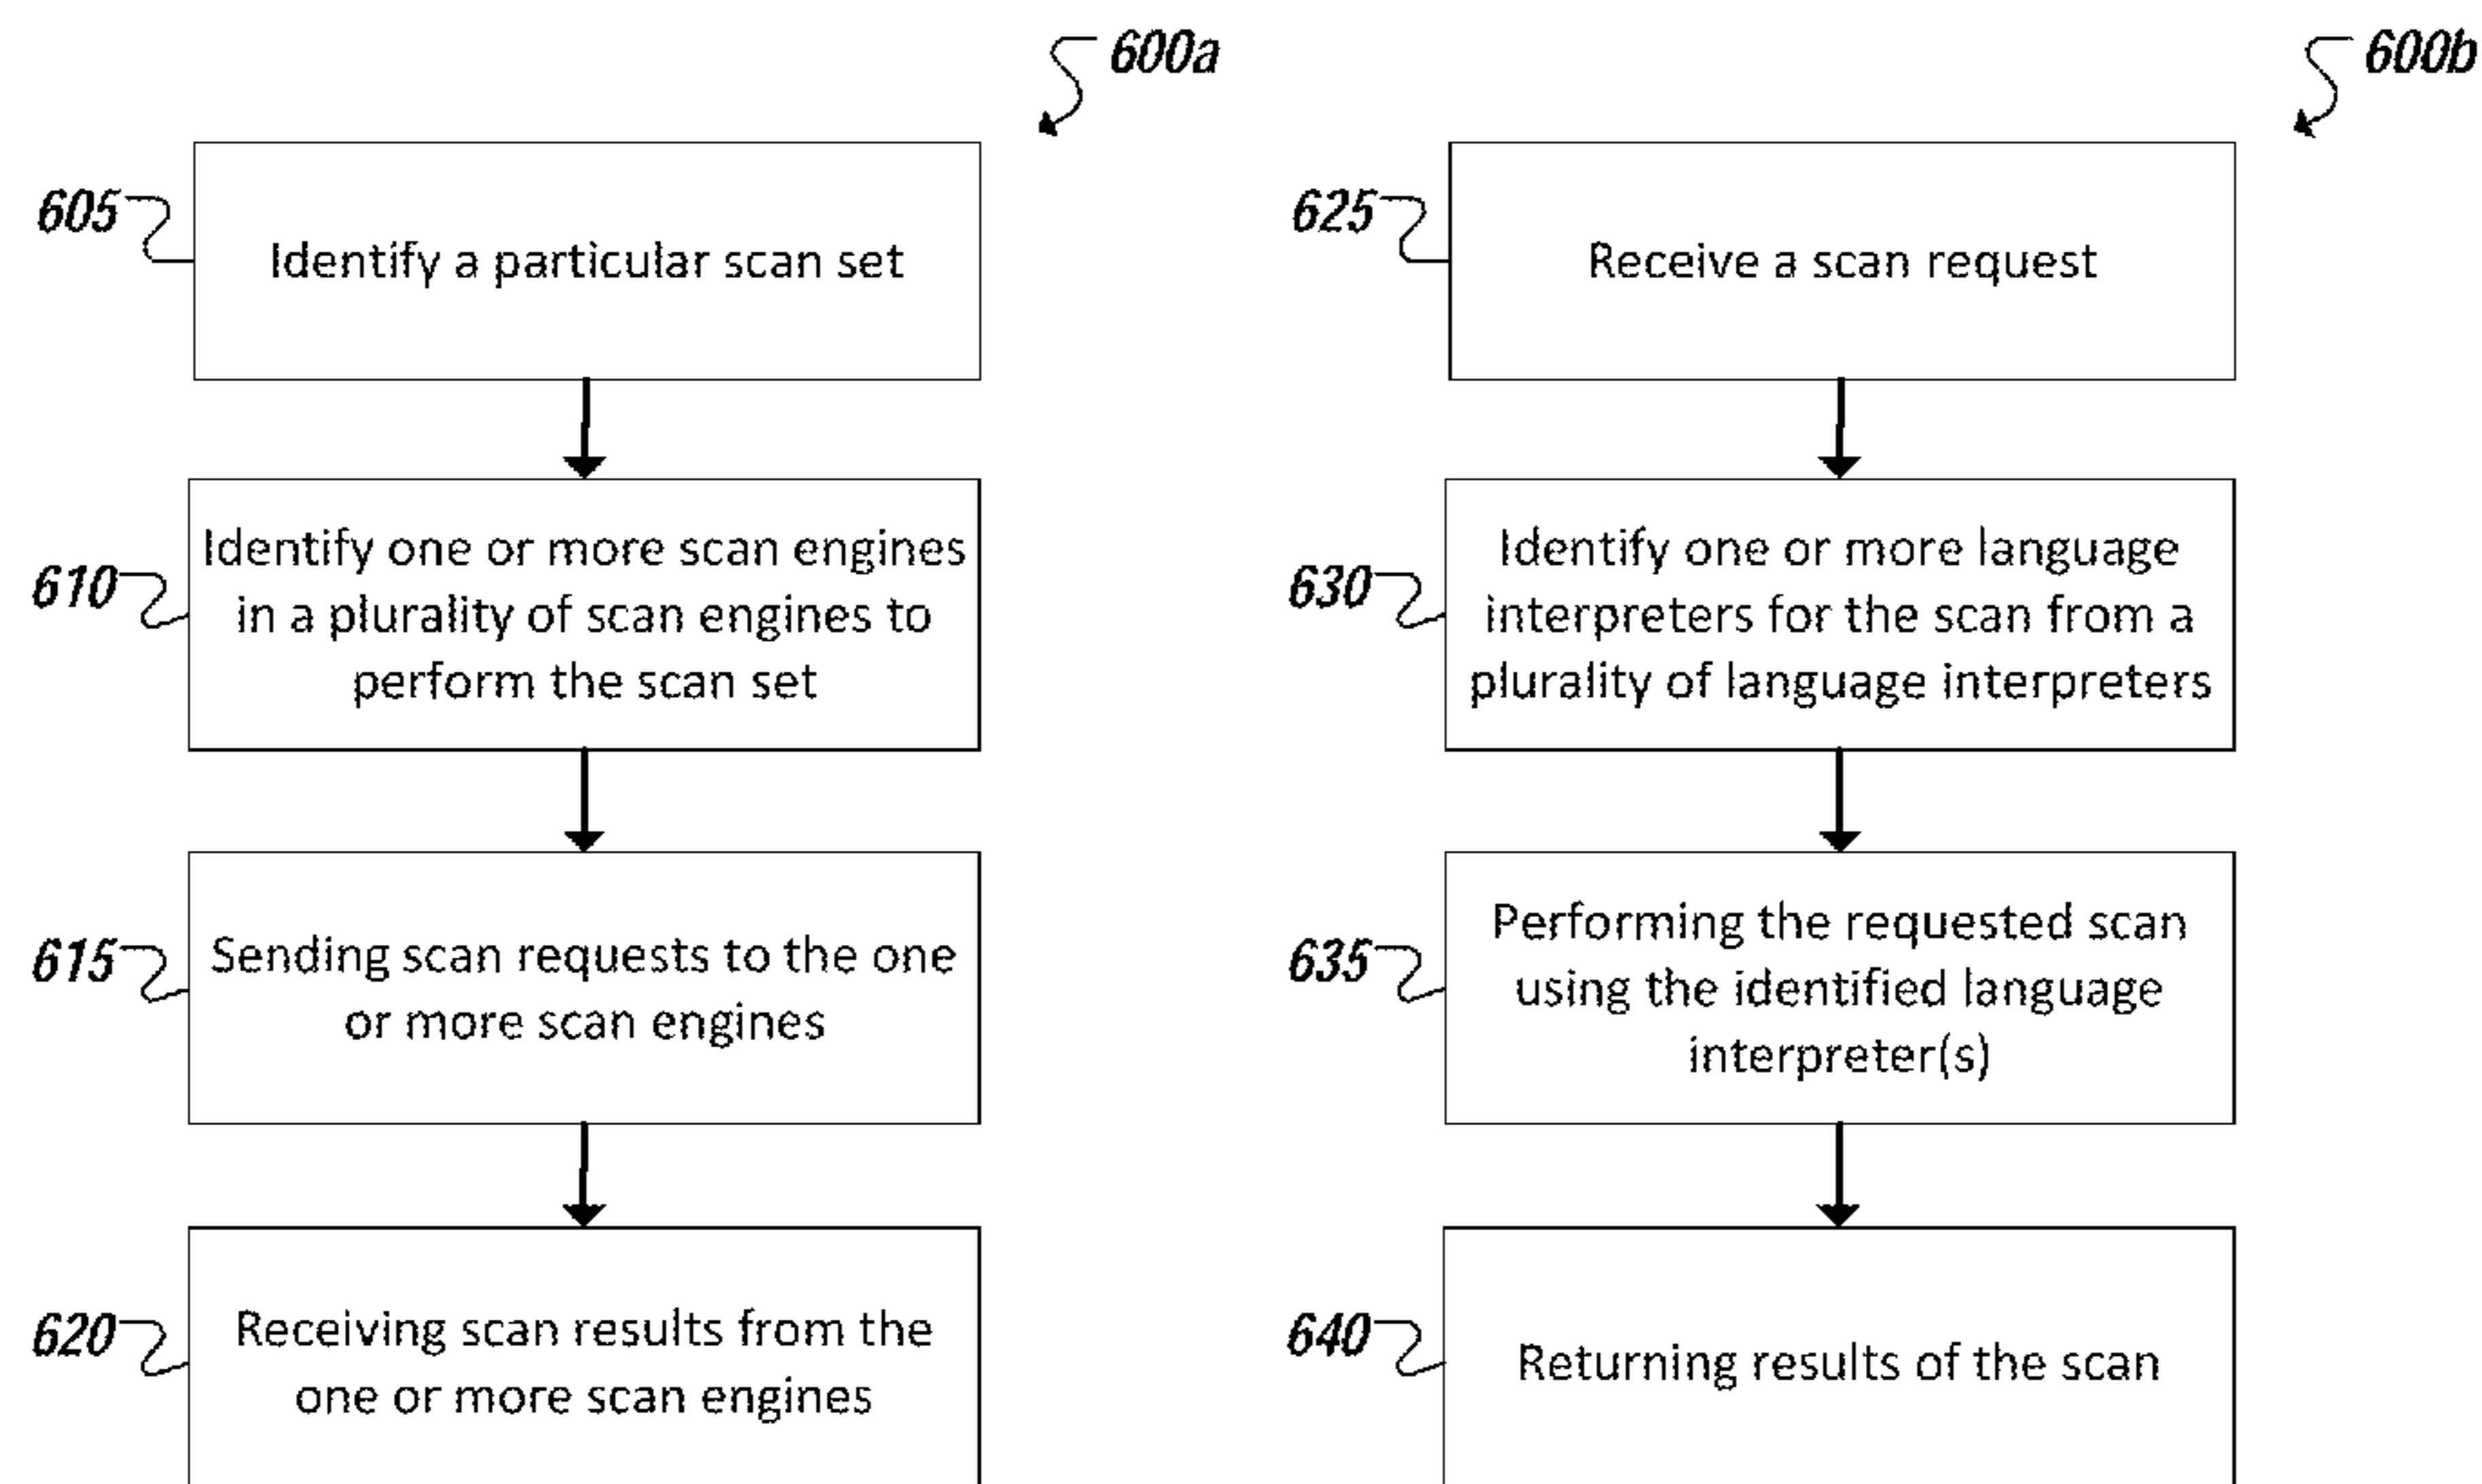 600a
605
Identify a particular scan set
610
Identify one or more scan engines
in a plurality of scan engines to
perform the scan set
615
Sending scan requests to the one
or more scan engines
620
Receiving scan results from the
one or more scan engines
600b
625
Receive a scan request
630
Identify one or more language
interpreters for the scan from a
plurality of language interpreters
635
Performing the requested scan
using the identified language
interpreter(s)
640
Returning results of the scan